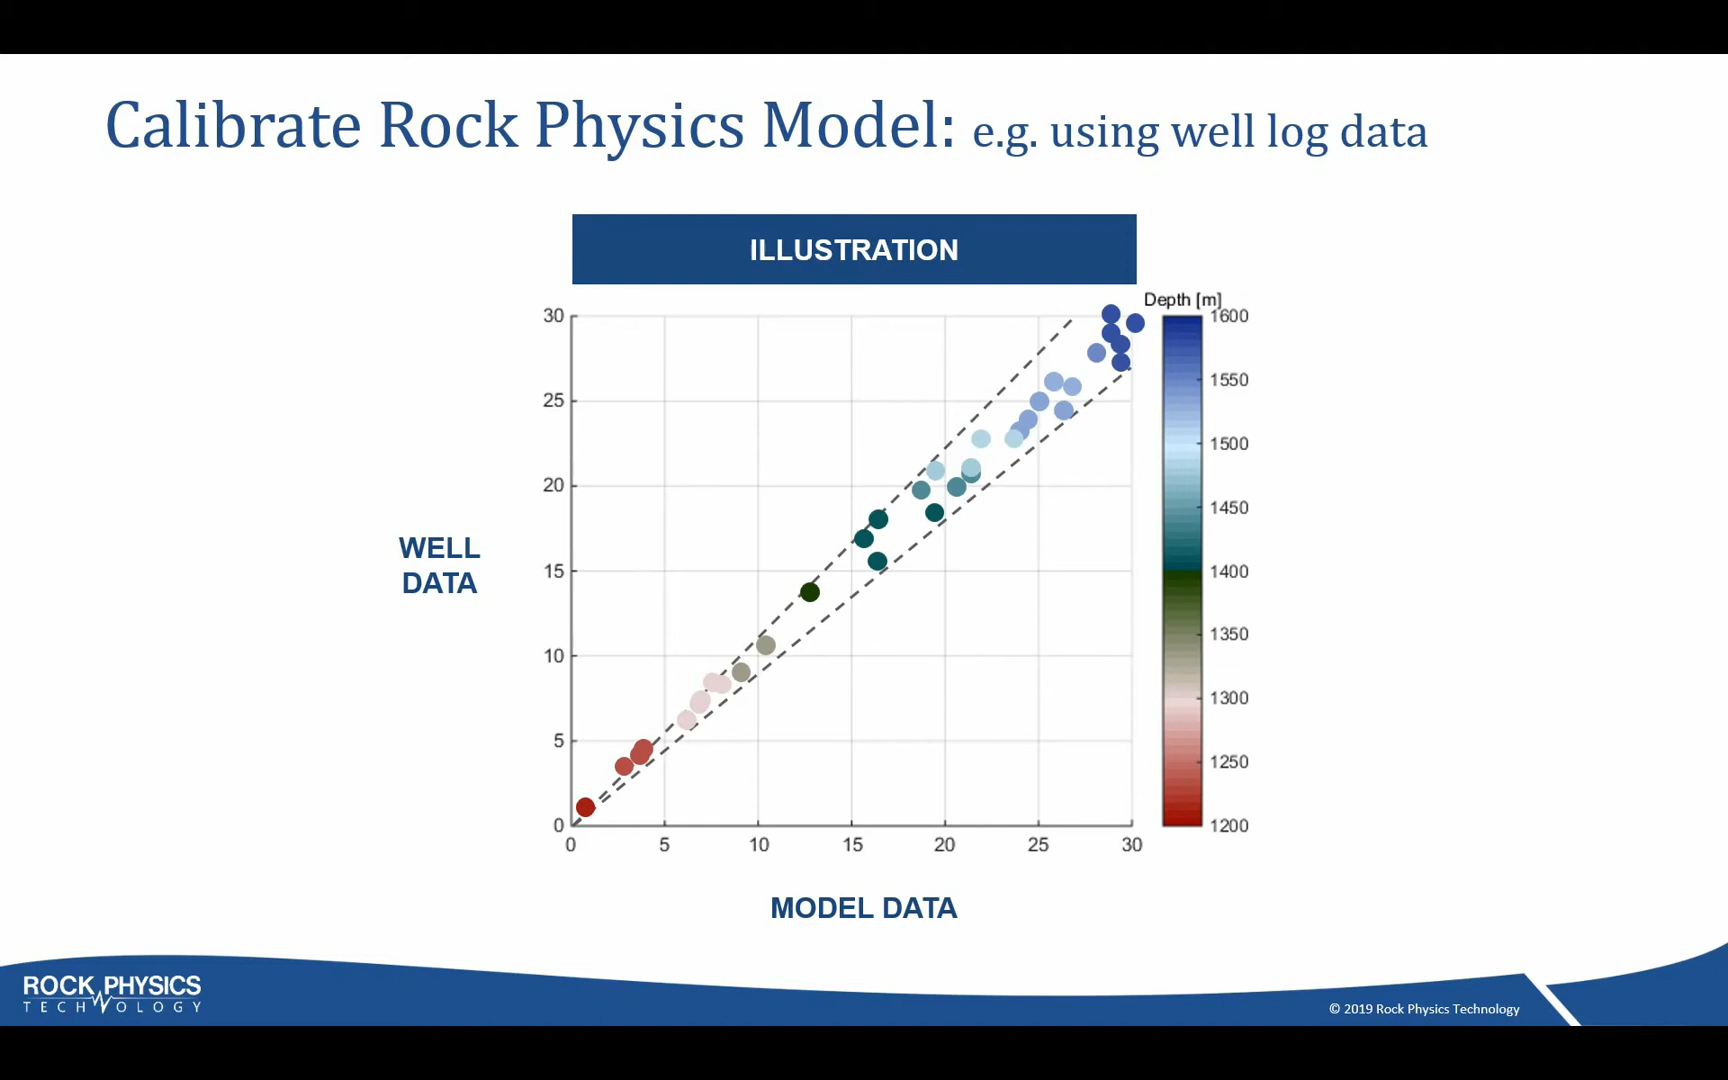 Calibrate Rock Physics Model: e.g. using well log data
ILLUSTRATION
Depth [m]
30
25
20
15
10
5
0
0 5 10 15 20 25 30
1600
1550
1500
1450
1400
1350
1300
1250
1200
WELL
DATA
MODEL DATA
ROCK PHYSICS
TECHNOLOGY
© 2019 Rock Physics Technology